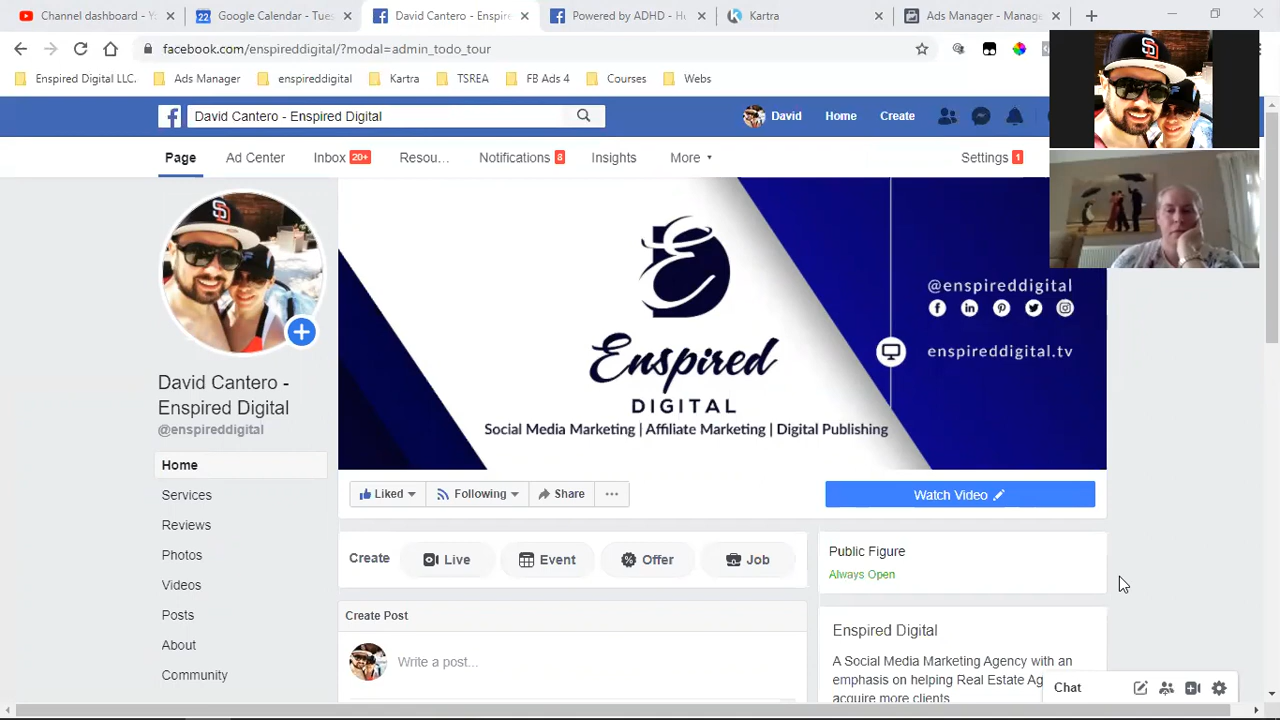 Channel dashboard - Y
Google Calendar - Tues
David Cantero - Enspire
Powered by ADHD - Hu
Kartra
Ads Manager - Manage
facebook.com/enspireddigital/?modal=admin_todo_tour
Enspired Digital LLC.
Ads Manager
enspireddigital
Kartra
TSREA
FB Ads 4
Courses
Webs
David Cantero - Enspired Digital
David
Home
Create
Page
Ad Center
Inbox 20+
Resou...
Notifications 8
Insights
More
Settings 1
SD
E
Enspired
DIGITAL
Social Media Marketing | Affiliate Marketing | Digital Publishing
@enspireddigital
enspireddigital.tv
David Cantero -
Enspired Digital
@enspireddigital
Home
Services
Reviews
Photos
Videos
Posts
About
Community
Liked
Following
Share
Watch Video
Create
Live
Event
Offer
Job
Create Post
Write a post...
Public Figure
Always Open
Enspired Digital
A Social Media Marketing Agency with an
emphasis on helping Real Estate Ag
acquire more clients.
Chat